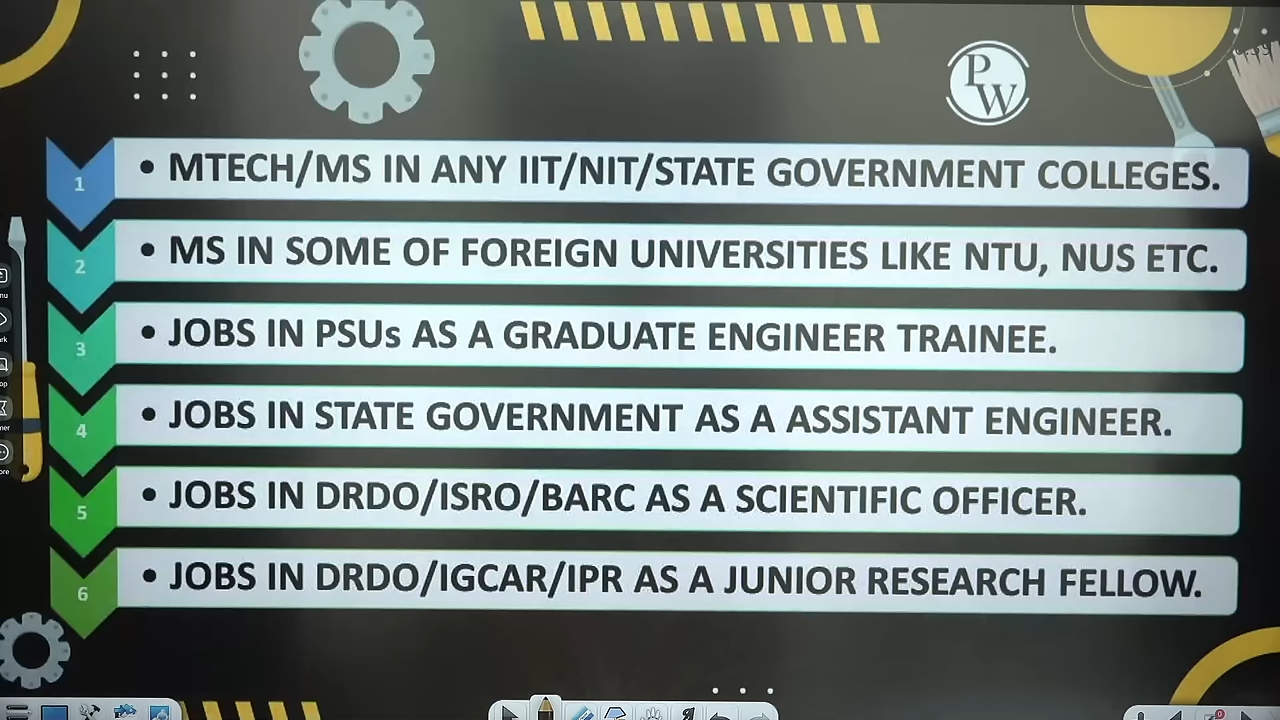 PW
1
• MTECH/MS IN ANY IIT/NIT/STATE GOVERNMENT COLLEGES.
2
• MS IN SOME OF FOREIGN UNIVERSITIES LIKE NTU, NUS ETC.
3
• JOBS IN PSUs AS A GRADUATE ENGINEER TRAINEE.
4
• JOBS IN STATE GOVERNMENT AS A ASSISTANT ENGINEER.
5
• JOBS IN DRDO/ISRO/BARC AS A SCIENTIFIC OFFICER.
6
• JOBS IN DRDO/IGCAR/IPR AS A JUNIOR RESEARCH FELLOW.